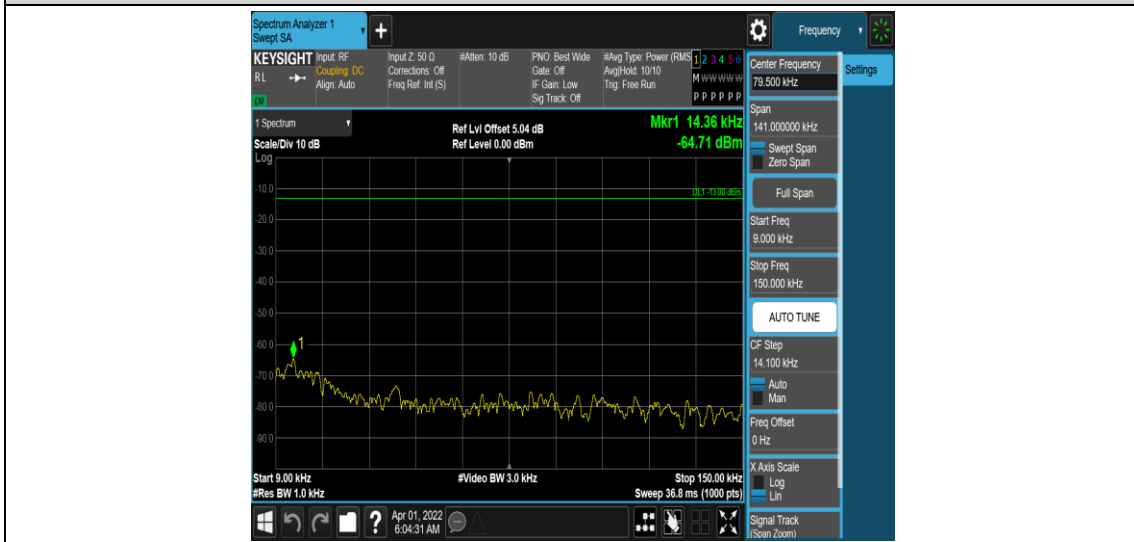 Spectrum Analyzer 1
Swept SA
+
Frequency
KEYSIGHT
RL
LXI
Input: RF
Coupling: DC
Align: Auto
Input Z: 50 Ω
Corrections: Off
Freq Ref: Int (S)
#Atten: 10 dB
PNO: Best Wide
Gate: Off
IF Gain: Low
Sig Track: Off
#Avg Type: Power (RMS
Avg|Hold: 10/10
Trig: Free Run
1 2 3 4 5 6
M W W W W W
P P P P P P
Center Frequency
79.500 kHz
Settings
Span
141.000000 kHz
Swept Span
Zero Span
Full Span
Start Freq
9.000 kHz
Stop Freq
150.000 kHz
AUTO TUNE
CF Step
14.100 kHz
Auto
Man
Freq Offset
0 Hz
X Axis Scale
Log
Lin
Signal Track
(Span Zoom)
1 Spectrum
Scale/Div 10 dB
Ref Lvl Offset 5.04 dB
Ref Level 0.00 dBm
Mkr1 14.36 kHz
-64.71 dBm
Log
DL1 -13.00 dBm
-10.0
-20.0
-30.0
-40.0
-50.0
-60.0
-70.0
-80.0
-90.0
1
Start 9.00 kHz
#Res BW 1.0 kHz
#Video BW 3.0 kHz
Stop 150.00 kHz
Sweep 36.8 ms (1000 pts)
?
Apr 01, 2022
6:04:31 AM